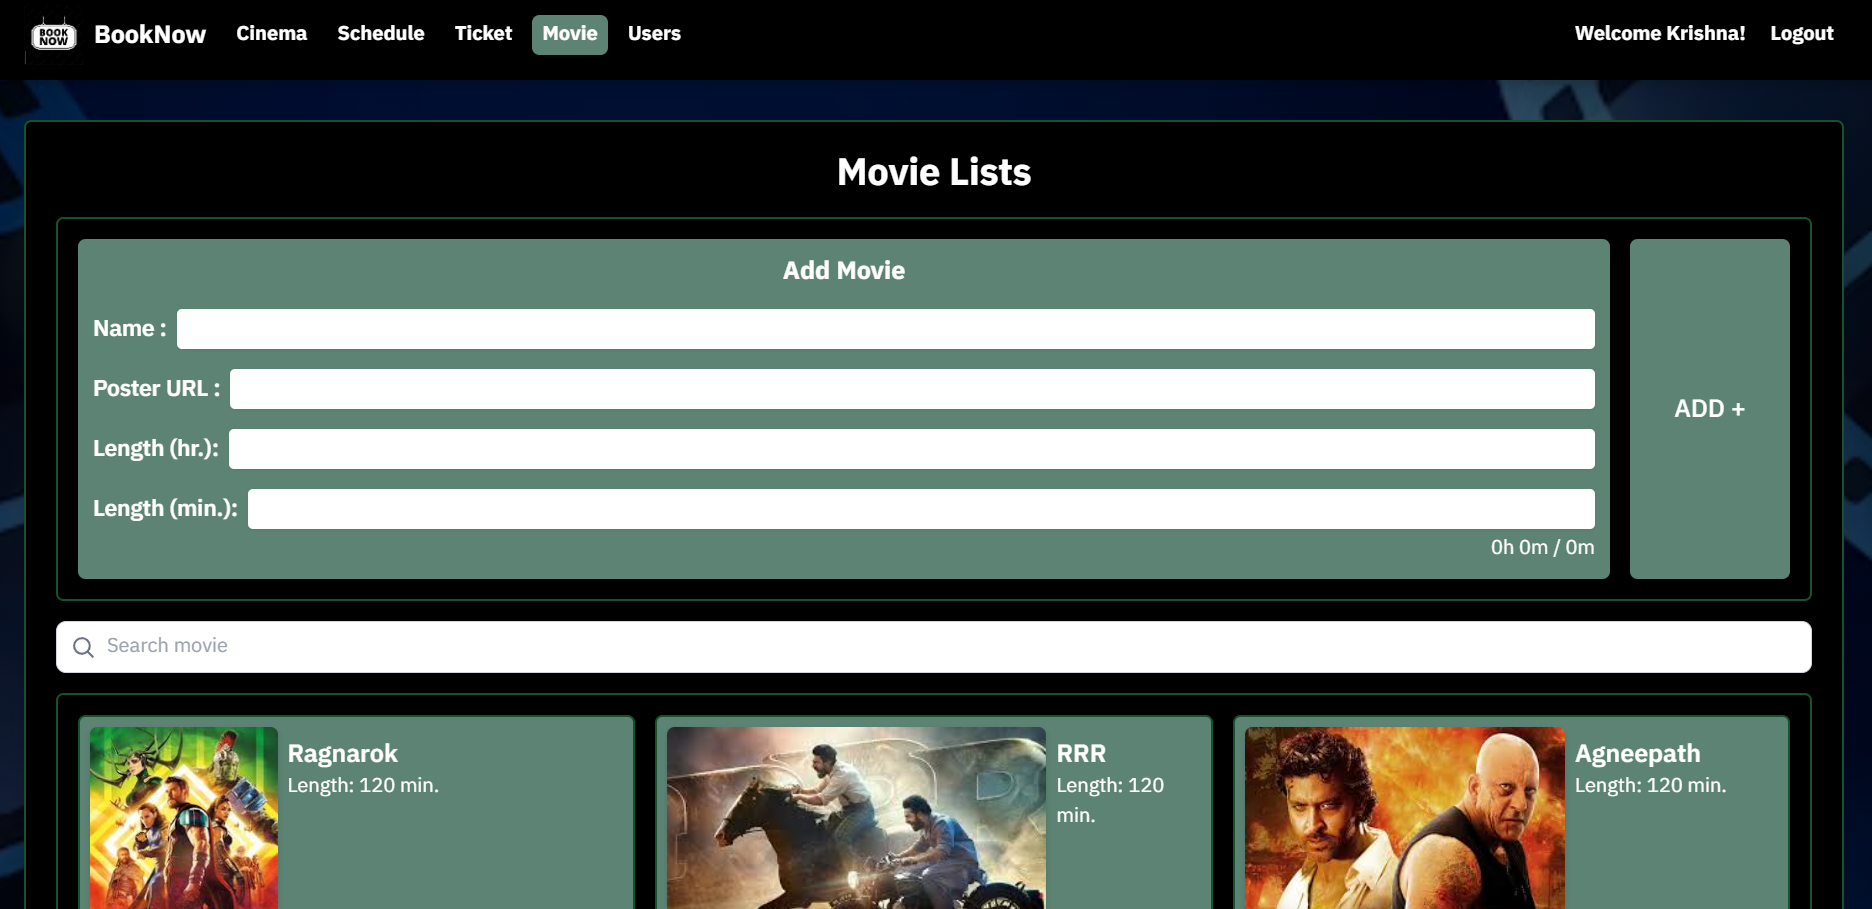 BOOK
NOW
BookNow Cinema Schedule Ticket Movie Users Welcome Krishna! Logout
Movie Lists
Add Movie
Name :
Poster URL :
Length (hr.):
Length (min.):
0h 0m / 0m
ADD +
Search movie
Ragnarok
Length: 120 min.
RRR
Length: 120
min.
Agneepath
Length: 120 min.